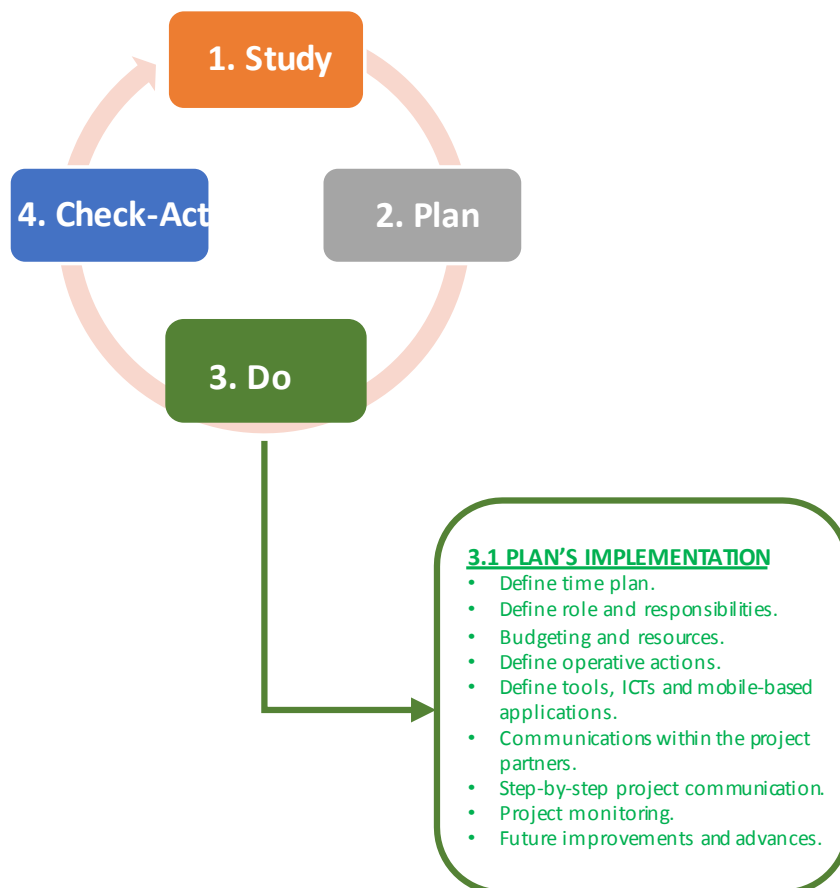 1. Study
4. Check-Act
2. Plan
3. Do
3.1 PLAN'S IMPLEMENTATION
• Define time plan.
• Define role and responsibilities.
• Budgeting and resources.
• Define operative actions.
• Define tools, ICTs and mobile-based
applications.
• Communications within the project
partners.
• Step-by-step project communication.
• Project monitoring.
• Future improvements and advances.